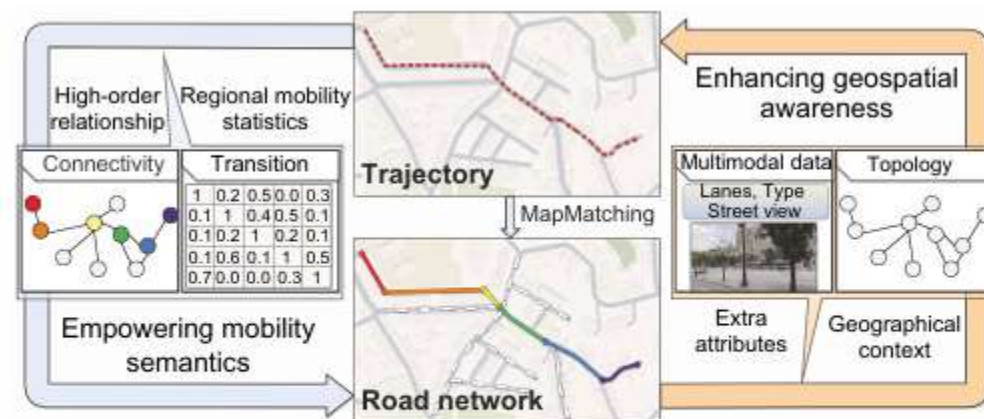 High-order
relationship
Regional mobility
statistics
Connectivity
Transition
1 0.2 0.5 0.0 0.3
0.1 1 0.4 0.5 0.1
0.1 0.2 1 0.2 0.1
0.1 0.6 0.1 1 0.5
0.7 0.0 0.0 0.3 1
Empowering mobility
semantics
Trajectory
MapMatching
Road network
Enhancing geospatial
awareness
Multimodal data
Lanes, Type
Street view
Topology
Extra
attributes
Geographical
context